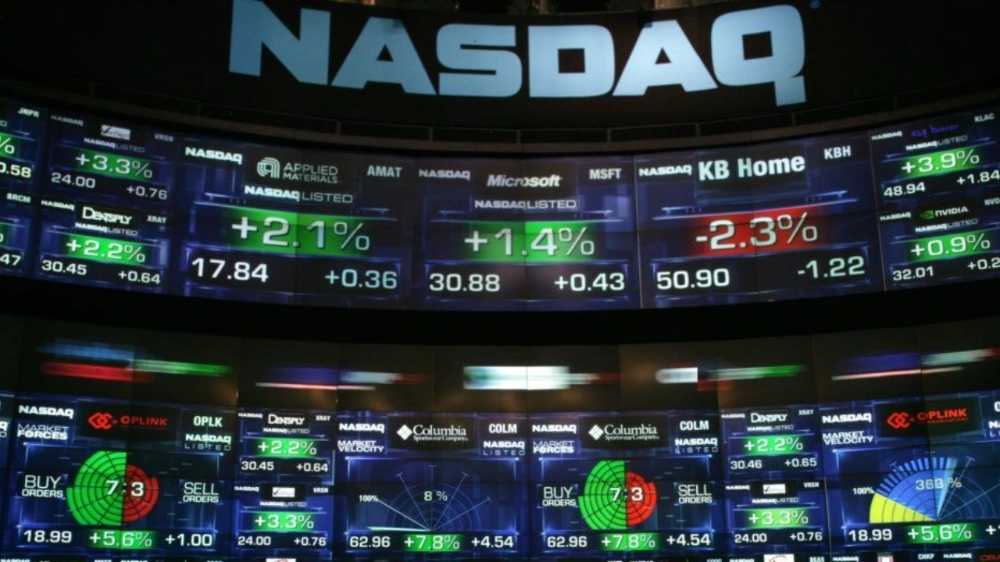 NASDAQ
JNPR
%
0.58
BRCM
47
NASDAQ VRSN
NASDAQ LISTED
+3.3%
24.00 +0.76
NASDAQ DENTSPLY XRAY
NASDAQ LISTED
+2.2%
30.45 +0.64
NASDAQ APPLIED MATERIALS AMAT
NASDAQ LISTED
+2.1%
17.84 +0.36
NASDAQ Microsoft MSFT
NASDAQ LISTED
+1.4%
30.88 +0.43
NASDAQ KB Home KBH
-2.3%
50.90 -1.22
NASDAQ KLA Tencor KLAC
NASDAQ LISTED
+3.9%
48.94 +1.84
NASDAQ NVIDIA
NASDAQ LISTED
+0.9%
32.01 +0.2
NASDAQ OPLINK OPLK
MARKET FORCES NASDAQ LISTED
BUY ORDERS 7:3 SELL ORDERS
18.99 +5.6% +1.00
DENTSPLY XRAY
NASDAQ LISTED
+2.2%
30.45 +0.64
VRSN
+3.3%
24.00 +0.76
NASDAQ Columbia Sportswear Company COLM
MARKET VELOCITY NASDAQ LISTED
100% 8 %
62.96 +7.8% +4.54
NASDAQ Columbia Sportswear Company COLM
MARKET FORCES NASDAQ LISTED
BUY ORDERS 7:3 SELL ORDERS
62.96 +7.8% +4.54
DENTSPLY XRAY
NASDAQ LISTED
+2.2%
30.46 +0.65
VRSN
+3.3%
24.00 +0.76
NASDAQ OPLINK
MARKET VELOCITY
100% 363 %
18.99 +5.6%
CHKP NASDAQ